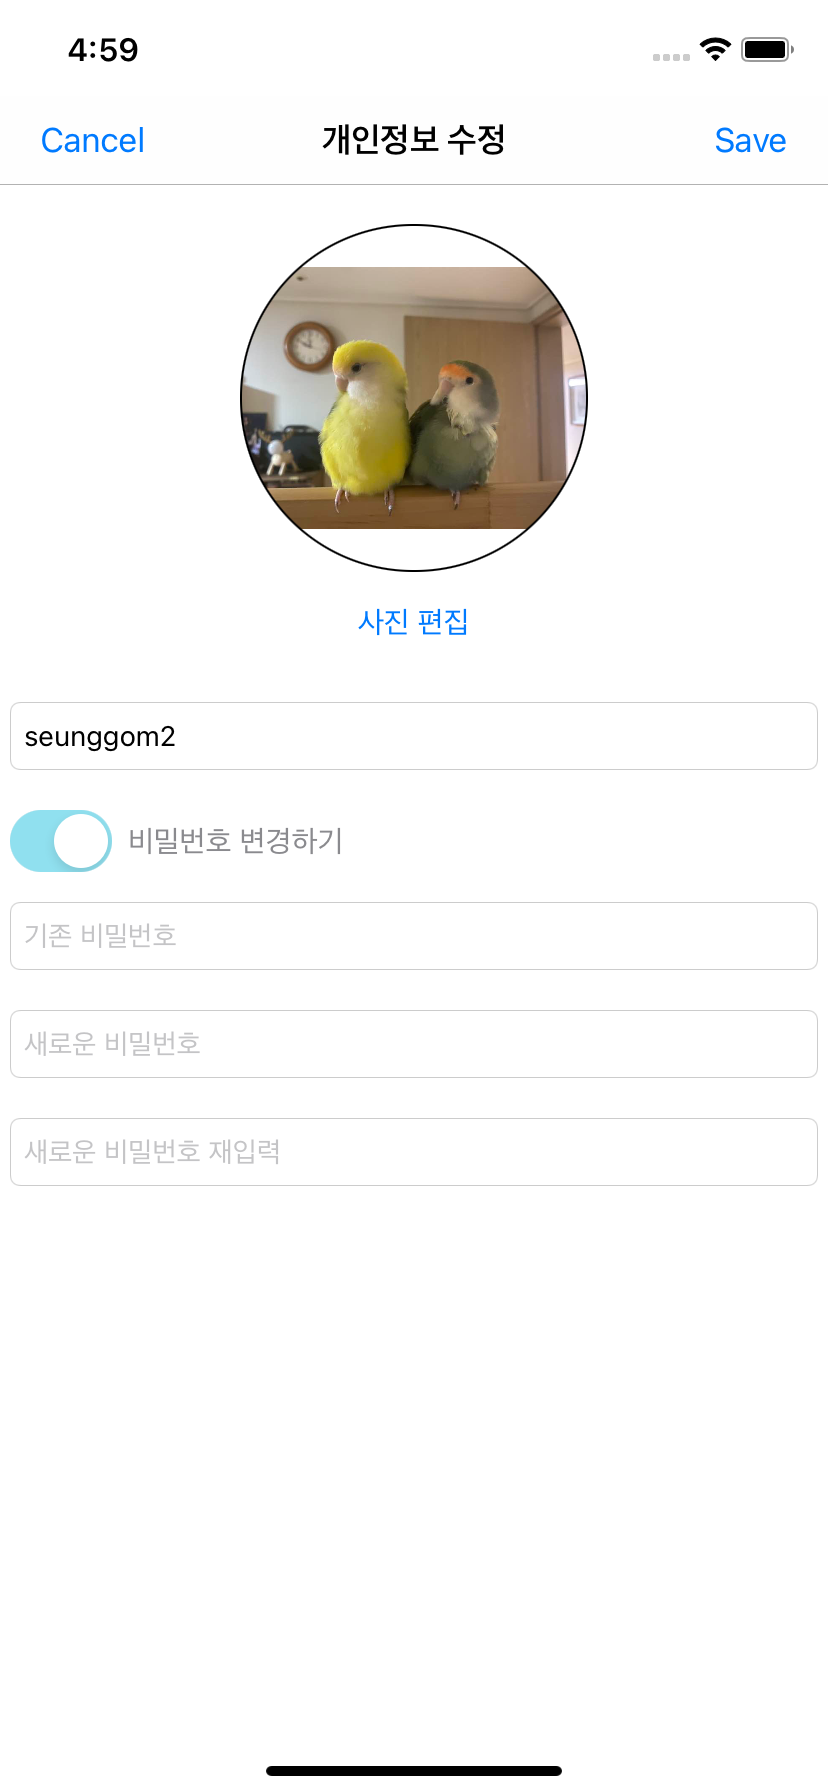 4:59
Cancel 개인정보 수정 Save
사진 편집
seunggom2
비밀번호 변경하기
기존 비밀번호
새로운 비밀번호
새로운 비밀번호 재입력